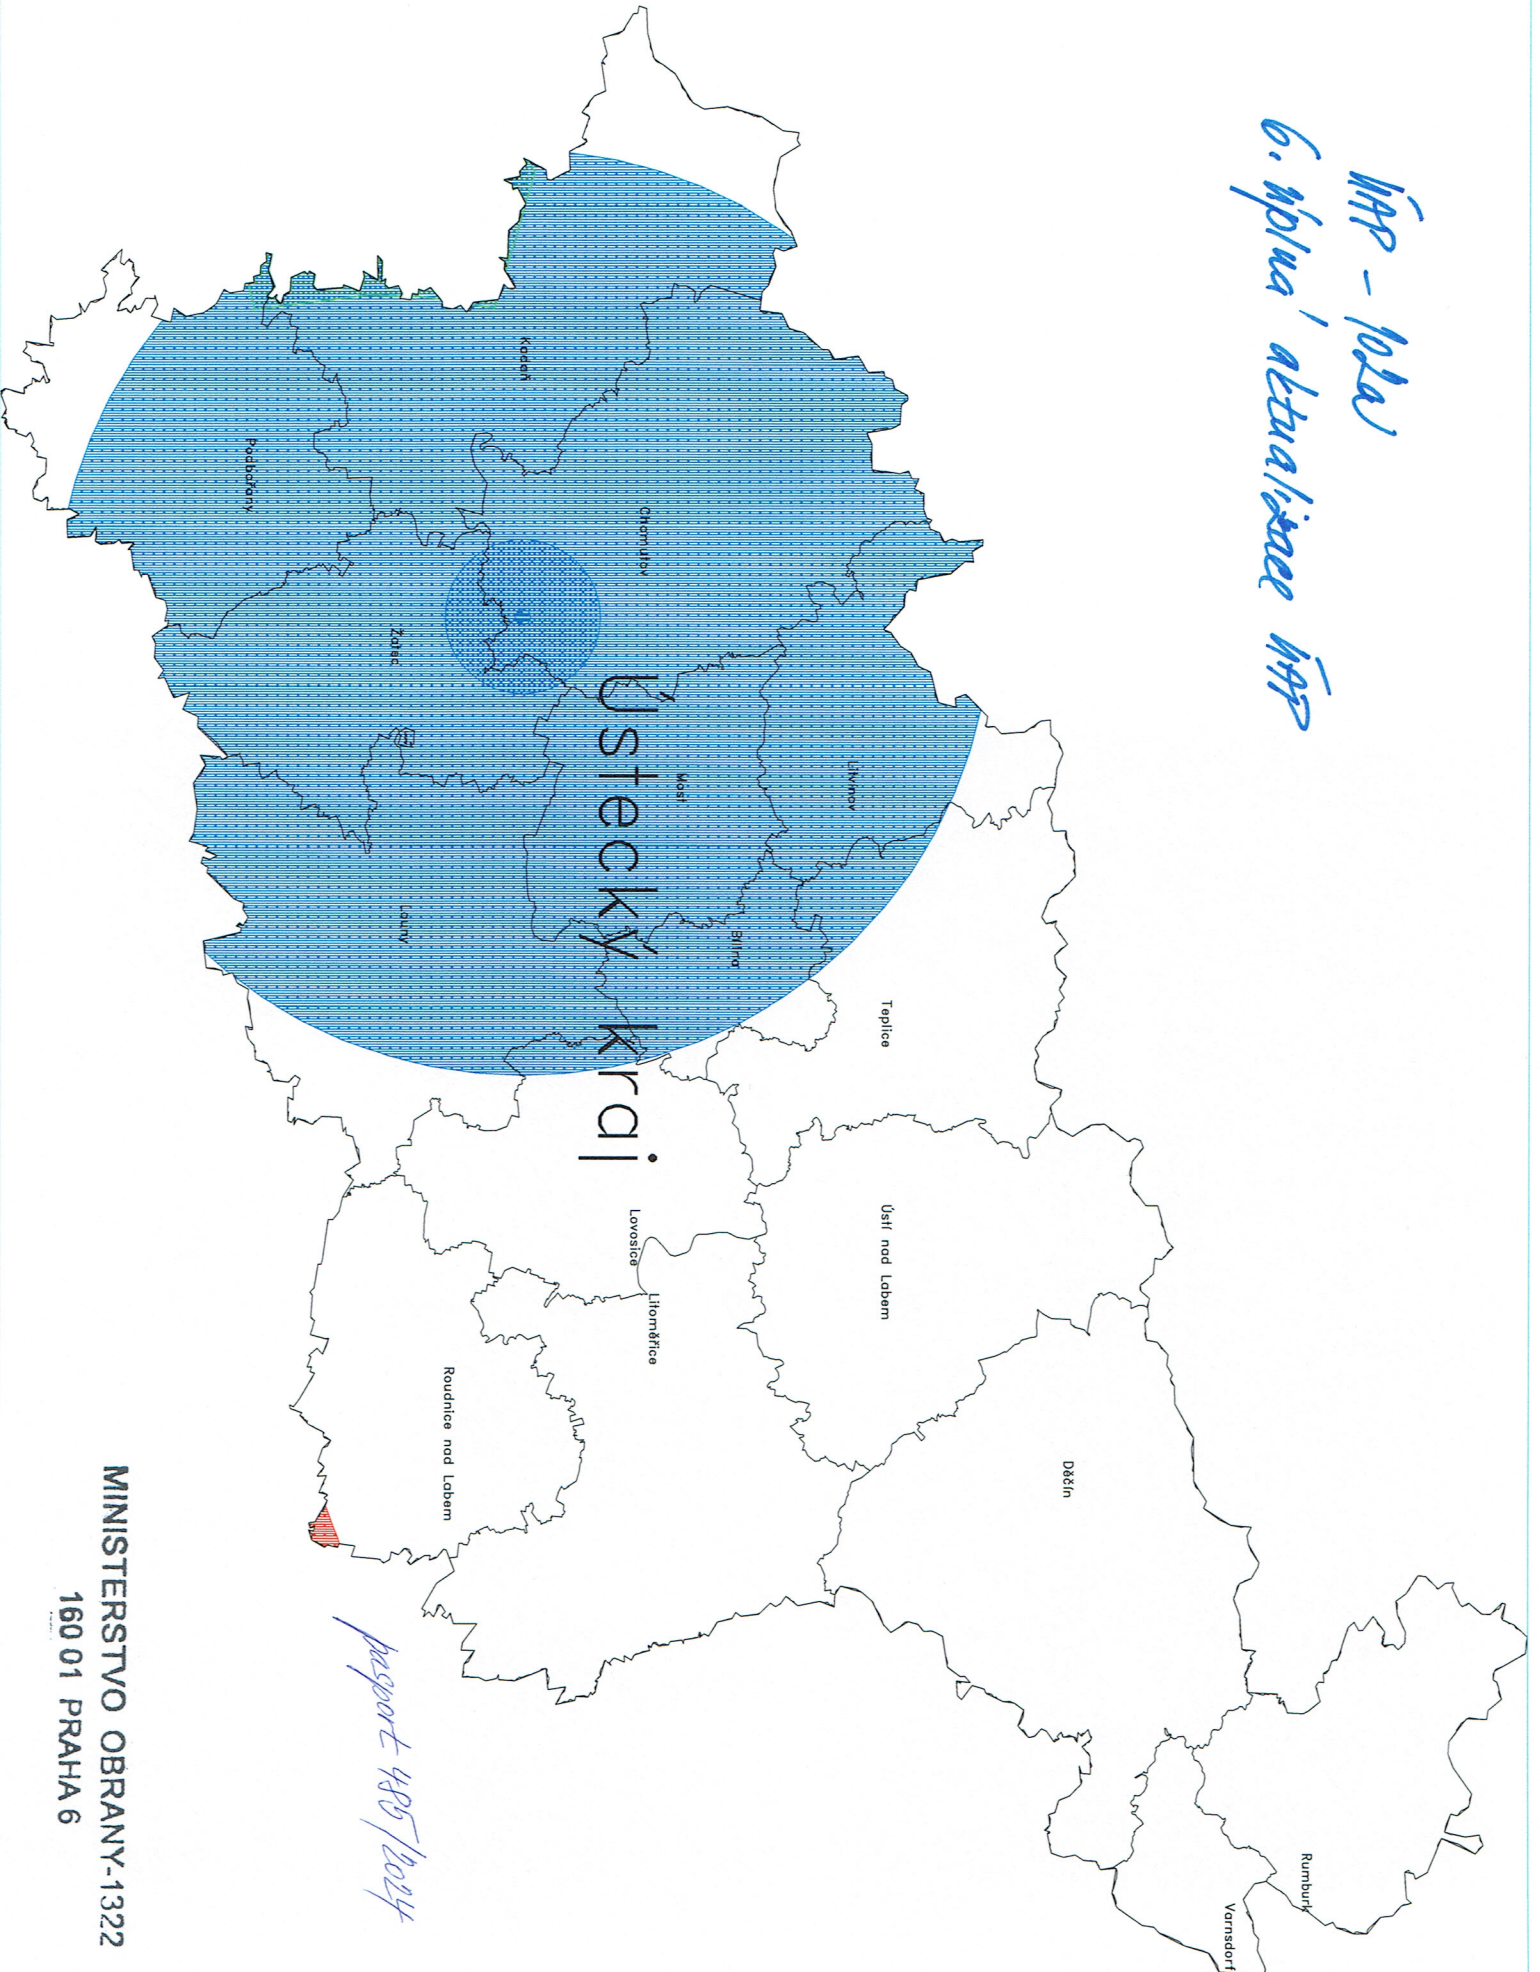 ÚAP - 102a
6. úplná aktualizace ÚAP
Rumburk
Varnsdorf
Děčín
Ústí nad Labem
Teplice
Litvínov
Bílina
Most
Chomutov
Ústecký kraj
Lovosice
Litoměřice
Kadaň
Roudnice nad Labem
Louny
Žatec
Podbořany
pasport 485/2024
MINISTERSTVO OBRANY-1322
160 01 PRAHA 6